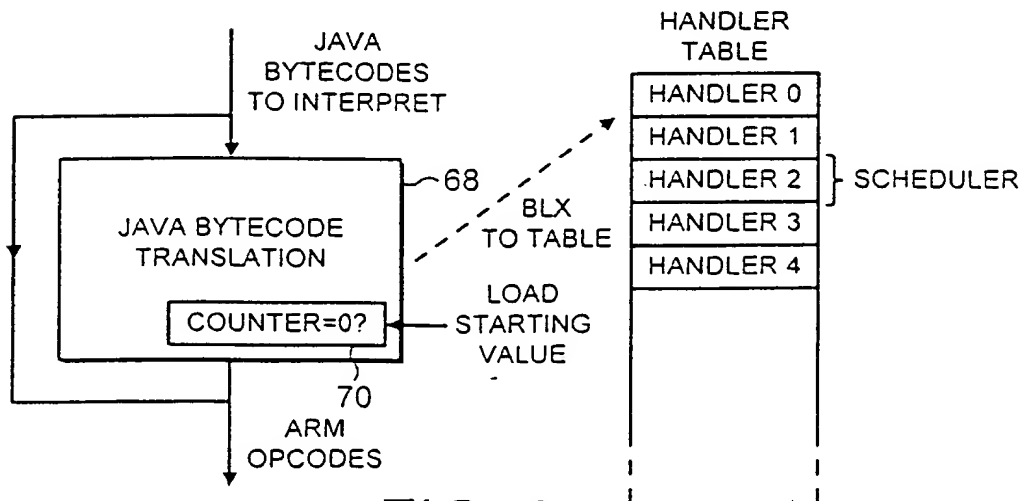 JAVA
BYTECODES
TO INTERPRET
68
JAVA BYTECODE
TRANSLATION
COUNTER=0?
70
LOAD
STARTING
VALUE
BLX
TO TABLE
ARM
OPCODES
HANDLER
TABLE
HANDLER 0
HANDLER 1
HANDLER 2
SCHEDULER
HANDLER 3
HANDLER 4